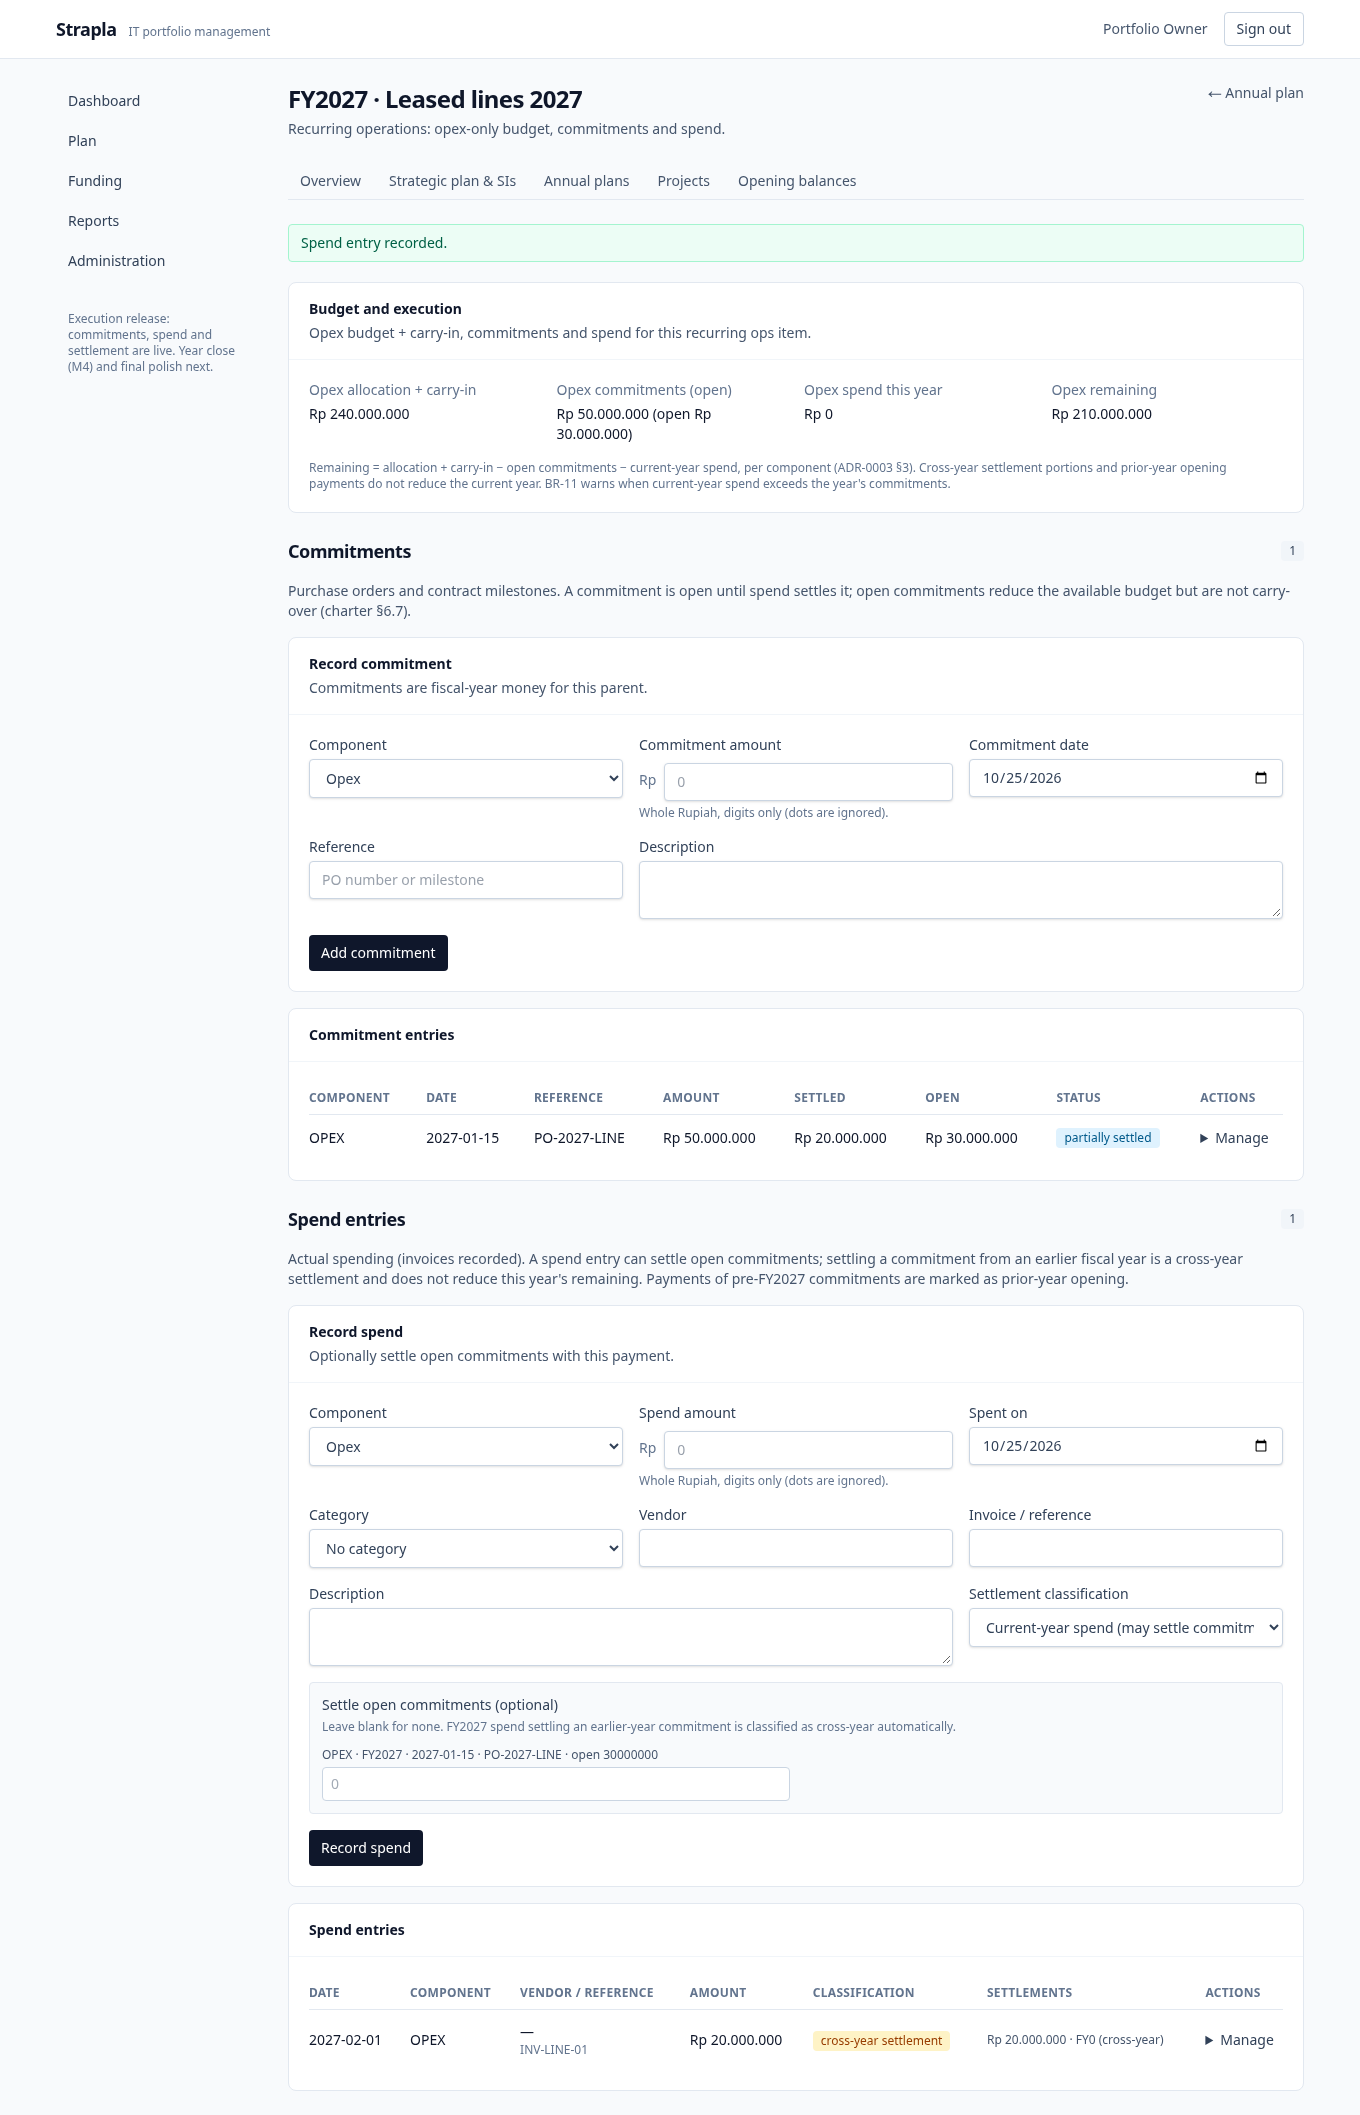 Strapla IT portfolio management
Portfolio Owner
Sign out
Dashboard
Plan
Funding
Reports
Administration
Execution release:
commitments, spend and
settlement are live. Year close
(M4) and final polish next.
FY2027 · Leased lines 2027
← Annual plan
Recurring operations: opex-only budget, commitments and spend.
Overview Strategic plan & SIs Annual plans Projects Opening balances
Spend entry recorded.
Budget and execution
Opex budget + carry-in, commitments and spend for this recurring ops item.
Opex allocation + carry-in
Rp 240.000.000
Opex commitments (open)
Rp 50.000.000 (open Rp
30.000.000)
Opex spend this year
Rp 0
Opex remaining
Rp 210.000.000
Remaining = allocation + carry-in − open commitments − current-year spend, per component (ADR-0003 §3). Cross-year settlement portions and prior-year opening
payments do not reduce the current year. BR-11 warns when current-year spend exceeds the year's commitments.
Commitments
1
Purchase orders and contract milestones. A commitment is open until spend settles it; open commitments reduce the available budget but are not carry-
over (charter §6.7).
Record commitment
Commitments are fiscal-year money for this parent.
Component
Opex
Commitment amount
Rp 0
Whole Rupiah, digits only (dots are ignored).
Commitment date
10/25/2026
Reference
PO number or milestone
Description
Add commitment
Commitment entries
COMPONENT DATE REFERENCE AMOUNT SETTLED OPEN STATUS ACTIONS
OPEX 2027-01-15 PO-2027-LINE Rp 50.000.000 Rp 20.000.000 Rp 30.000.000 partially settled ▶ Manage
Spend entries
1
Actual spending (invoices recorded). A spend entry can settle open commitments; settling a commitment from an earlier fiscal year is a cross-year
settlement and does not reduce this year's remaining. Payments of pre-FY2027 commitments are marked as prior-year opening.
Record spend
Optionally settle open commitments with this payment.
Component
Opex
Spend amount
Rp 0
Whole Rupiah, digits only (dots are ignored).
Spent on
10/25/2026
Category
No category
Vendor
Invoice / reference
Description
Settlement classification
Current-year spend (may settle commitm
Settle open commitments (optional)
Leave blank for none. FY2027 spend settling an earlier-year commitment is classified as cross-year automatically.
OPEX · FY2027 · 2027-01-15 · PO-2027-LINE · open 30000000
0
Record spend
Spend entries
DATE COMPONENT VENDOR / REFERENCE AMOUNT CLASSIFICATION SETTLEMENTS ACTIONS
2027-02-01 OPEX — Rp 20.000.000 cross-year settlement Rp 20.000.000 · FY0 (cross-year) ▶ Manage
INV-LINE-01